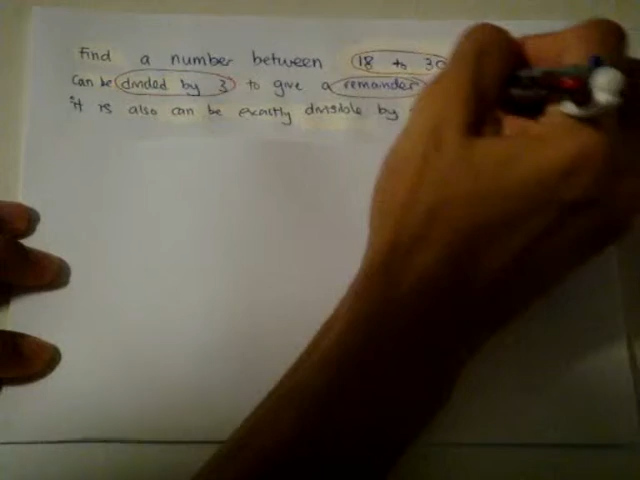 Find a number between 18 to 30
Can be divided by 3 to give a remainder
it is also can be exactly divisible by